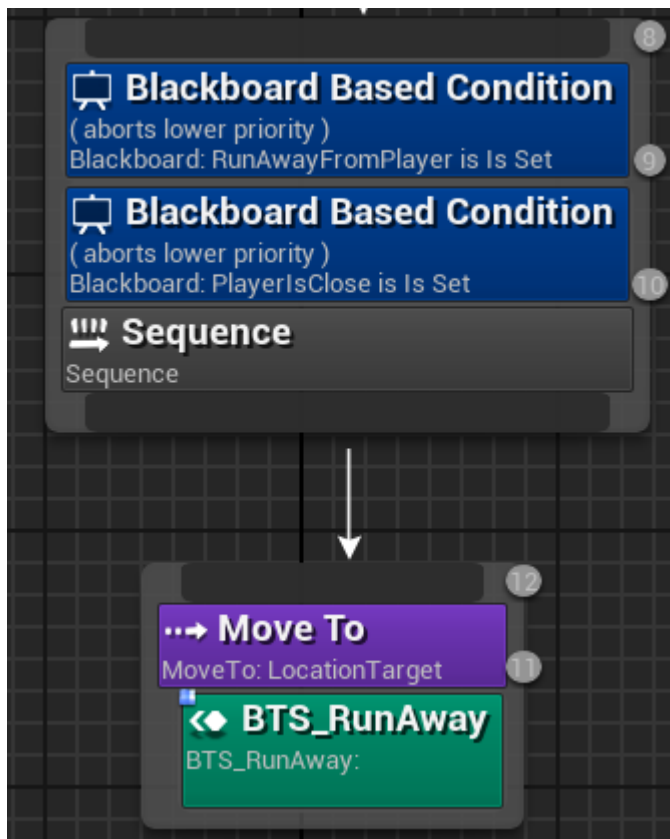 8
Blackboard Based Condition
( aborts lower priority )
Blackboard: RunAwayFromPlayer is Is Set
9
Blackboard Based Condition
( aborts lower priority )
Blackboard: PlayerIsClose is Is Set
10
Sequence
Sequence
12
Move To
MoveTo: LocationTarget
11
BTS_RunAway
BTS_RunAway: